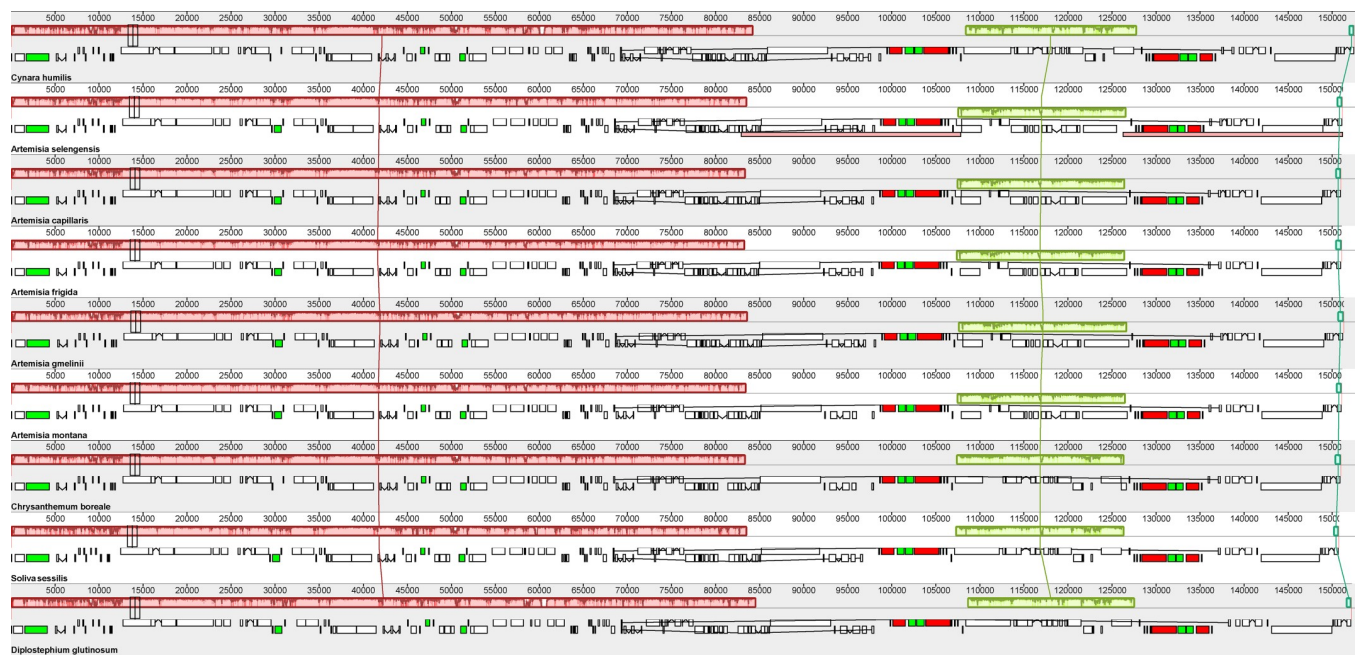 5000 10000 15000 20000 25000 30000 35000 40000 45000 50000 55000 60000 65000 70000 75000 80000 85000 90000 95000 100000 105000 110000 115000 120000 125000 130000 135000 140000 145000 150000
Cynara humilis
5000 10000 15000 20000 25000 30000 35000 40000 45000 50000 55000 60000 65000 70000 75000 80000 85000 90000 95000 100000 105000 110000 115000 120000 125000 130000 135000 140000 145000 150000
Artemisia selengensis
5000 10000 15000 20000 25000 30000 35000 40000 45000 50000 55000 60000 65000 70000 75000 80000 85000 90000 95000 100000 105000 110000 115000 120000 125000 130000 135000 140000 145000 150000
Artemisia capillaris
5000 10000 15000 20000 25000 30000 35000 40000 45000 50000 55000 60000 65000 70000 75000 80000 85000 90000 95000 100000 105000 110000 115000 120000 125000 130000 135000 140000 145000 150000
Artemisia frigida
5000 10000 15000 20000 25000 30000 35000 40000 45000 50000 55000 60000 65000 70000 75000 80000 85000 90000 95000 100000 105000 110000 115000 120000 125000 130000 135000 140000 145000 150000
Artemisia gmelinii
5000 10000 15000 20000 25000 30000 35000 40000 45000 50000 55000 60000 65000 70000 75000 80000 85000 90000 95000 100000 105000 110000 115000 120000 125000 130000 135000 140000 145000 150000
Artemisia montana
5000 10000 15000 20000 25000 30000 35000 40000 45000 50000 55000 60000 65000 70000 75000 80000 85000 90000 95000 100000 105000 110000 115000 120000 125000 130000 135000 140000 145000 150000
Chrysanthemum boreale
5000 10000 15000 20000 25000 30000 35000 40000 45000 50000 55000 60000 65000 70000 75000 80000 85000 90000 95000 100000 105000 110000 115000 120000 125000 130000 135000 140000 145000 150000
Soliva sessilis
5000 10000 15000 20000 25000 30000 35000 40000 45000 50000 55000 60000 65000 70000 75000 80000 85000 90000 95000 100000 105000 110000 115000 120000 125000 130000 135000 140000 145000 150000
Diplostephium glutinosum